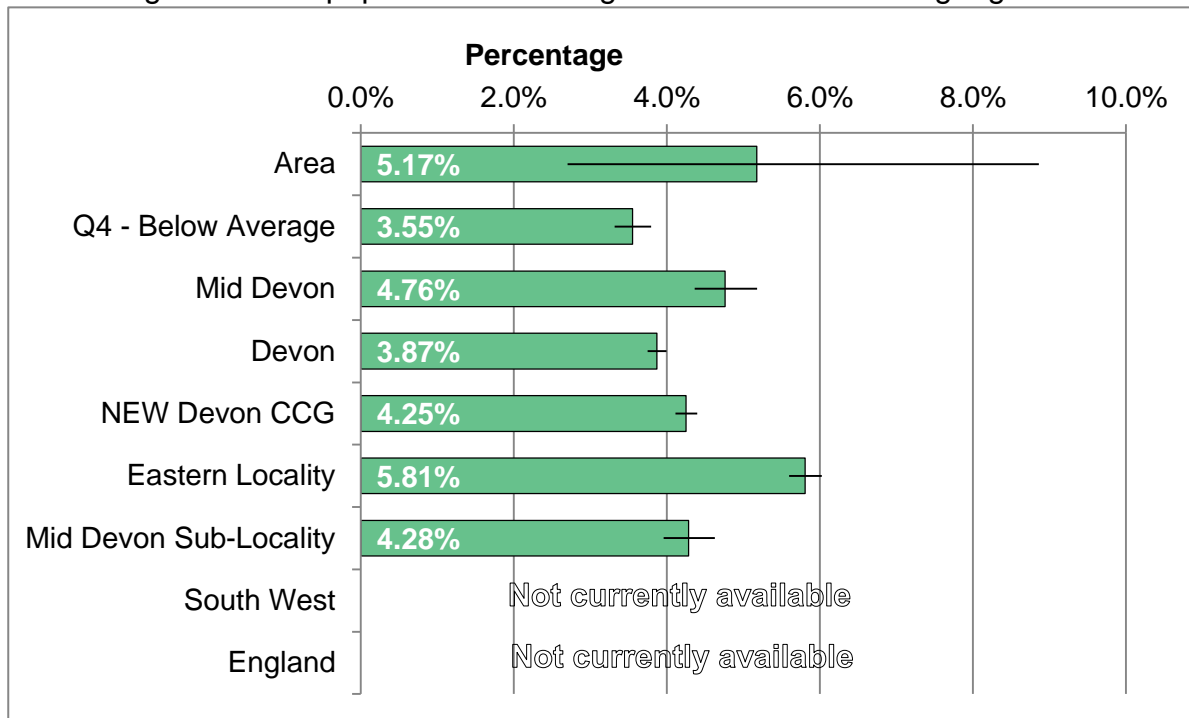 Percentage
0.0% 2.0% 4.0% 6.0% 8.0% 10.0%
Area 5.17%
Q4 - Below Average 3.55%
Mid Devon 4.76%
Devon 3.87%
NEW Devon CCG 4.25%
Eastern Locality 5.81%
Mid Devon Sub-Locality 4.28%
South West Not currently available
England Not currently available